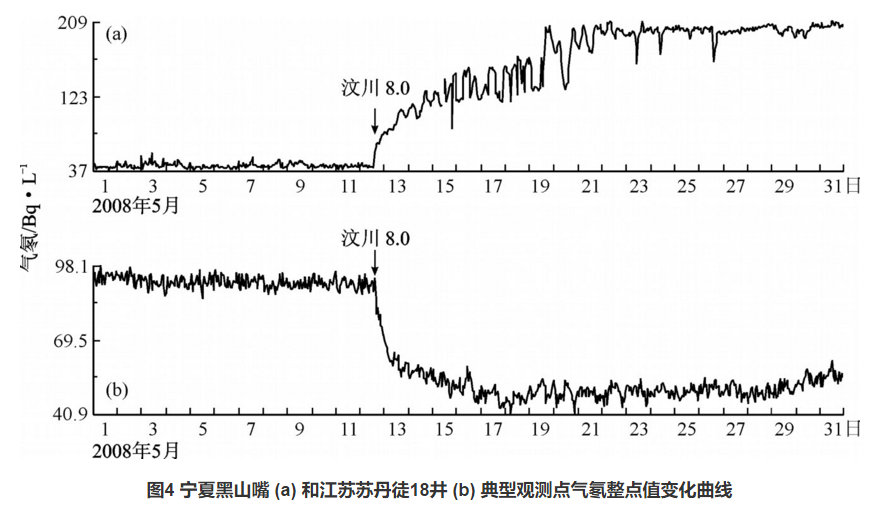 209
(a)
汶川 8.0
123
37
1 3 5 7 9 11 13 15 17 19 21 23 25 27 29 31日
2008年5月
气氡/Bq·L⁻¹
汶川 8.0
98.1
69.5
(b)
40.9
1 3 5 7 9 11 13 15 17 19 21 23 25 27 29 31日
2008年5月
图4 宁夏黑山嘴 (a) 和江苏苏丹徒18井 (b) 典型观测点气氡整点值变化曲线